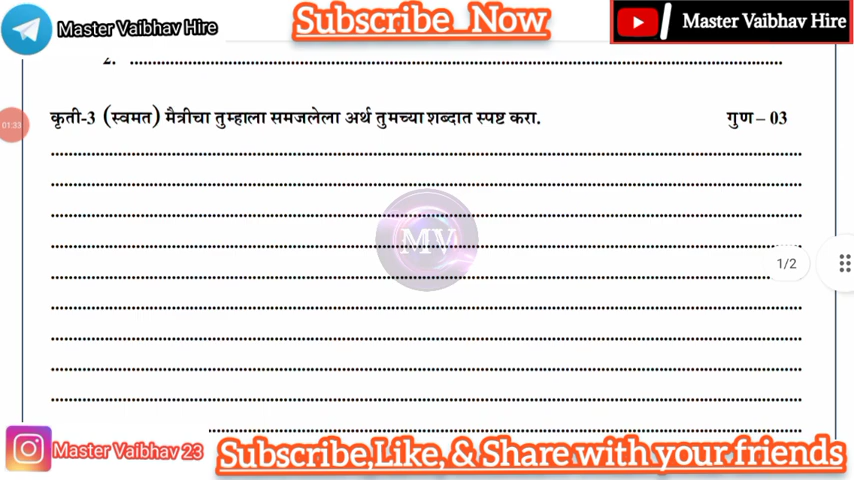 Master Vaibhav Hire
Subscribe Now
Master Vaibhav Hire
2. ........................................................................
01:33
कृती-3 (स्वमत) मैत्रीचा तुम्हाला समजलेला अर्थ तुमच्या शब्दात स्पष्ट करा. गुण – 03
MV
1/2
Master Vaibhav 23
Subscribe,Like, & Share with your friends